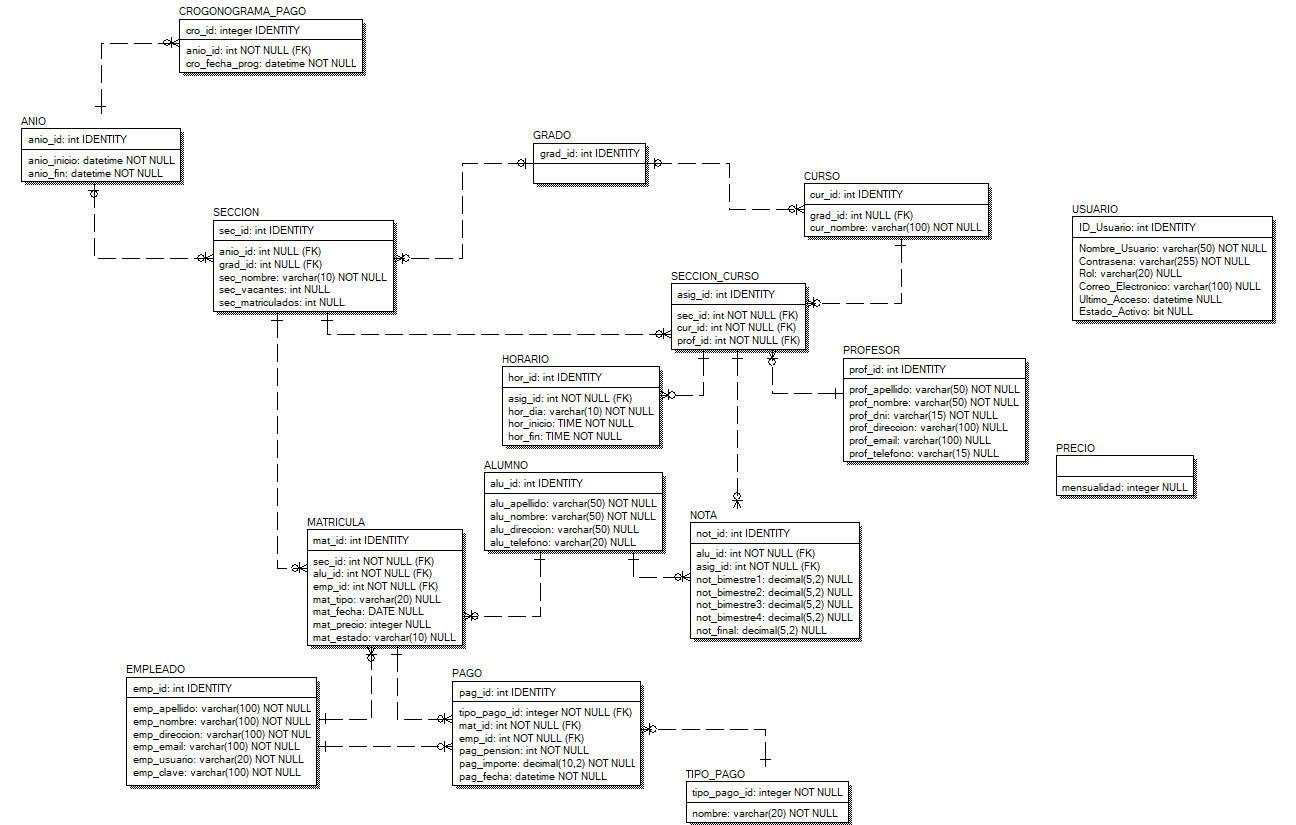 CROGONOGRAMA_PAGO
cro_id: integer IDENTITY
anio_id: int NOT NULL (FK)
cro_fecha_prog: datetime NOT NULL
ANIO
anio_id: int IDENTITY
anio_inicio: datetime NOT NULL
anio_fin: datetime NOT NULL
GRADO
grad_id: int IDENTITY
CURSO
cur_id: int IDENTITY
grad_id: int NULL (FK)
cur_nombre: varchar(100) NOT NULL
SECCION
sec_id: int IDENTITY
anio_id: int NULL (FK)
grad_id: int NULL (FK)
sec_nombre: varchar(10) NOT NULL
sec_vacantes: int NULL
sec_matriculados: int NULL
USUARIO
ID_Usuario: int IDENTITY
Nombre_Usuario: varchar(50) NOT NULL
Contrasena: varchar(255) NOT NULL
Rol: varchar(20) NULL
Correo_Electronico: varchar(100) NULL
Ultimo_Acceso: datetime NULL
Estado_Activo: bit NULL
SECCION_CURSO
asig_id: int IDENTITY
sec_id: int NOT NULL (FK)
cur_id: int NOT NULL (FK)
prof_id: int NOT NULL (FK)
HORARIO
hor_id: int IDENTITY
asig_id: int NOT NULL (FK)
hor_dia: varchar(10) NOT NULL
hor_inicio: TIME NOT NULL
hor_fin: TIME NOT NULL
PROFESOR
prof_id: int IDENTITY
prof_apellido: varchar(50) NOT NULL
prof_nombre: varchar(50) NOT NULL
prof_dni: varchar(15) NOT NULL
prof_direccion: varchar(100) NULL
prof_email: varchar(100) NULL
prof_telefono: varchar(15) NULL
PRECIO
mensualidad: integer NULL
ALUMNO
alu_id: int IDENTITY
alu_apellido: varchar(50) NOT NULL
alu_nombre: varchar(50) NOT NULL
alu_direccion: varchar(50) NULL
alu_telefono: varchar(20) NULL
MATRICULA
mat_id: int IDENTITY
sec_id: int NOT NULL (FK)
alu_id: int NOT NULL (FK)
emp_id: int NOT NULL (FK)
mat_tipo: varchar(20) NULL
mat_fecha: DATE NULL
mat_precio: integer NULL
mat_estado: varchar(10) NULL
NOTA
not_id: int IDENTITY
alu_id: int NOT NULL (FK)
asig_id: int NOT NULL (FK)
not_bimestre1: decimal(5,2) NULL
not_bimestre2: decimal(5,2) NULL
not_bimestre3: decimal(5,2) NULL
not_bimestre4: decimal(5,2) NULL
not_final: decimal(5,2) NULL
EMPLEADO
emp_id: int IDENTITY
emp_apellido: varchar(100) NOT NULL
emp_nombre: varchar(100) NOT NULL
emp_direccion: varchar(100) NOT NUL
emp_email: varchar(100) NOT NULL
emp_usuario: varchar(20) NOT NULL
emp_clave: varchar(100) NOT NULL
PAGO
pag_id: int IDENTITY
tipo_pago_id: integer NOT NULL (FK)
mat_id: int NOT NULL (FK)
emp_id: int NOT NULL (FK)
pag_pension: int NOT NULL
pag_importe: decimal(10,2) NOT NULL
pag_fecha: datetime NOT NULL
TIPO_PAGO
tipo_pago_id: integer NOT NULL
nombre: varchar(20) NOT NULL